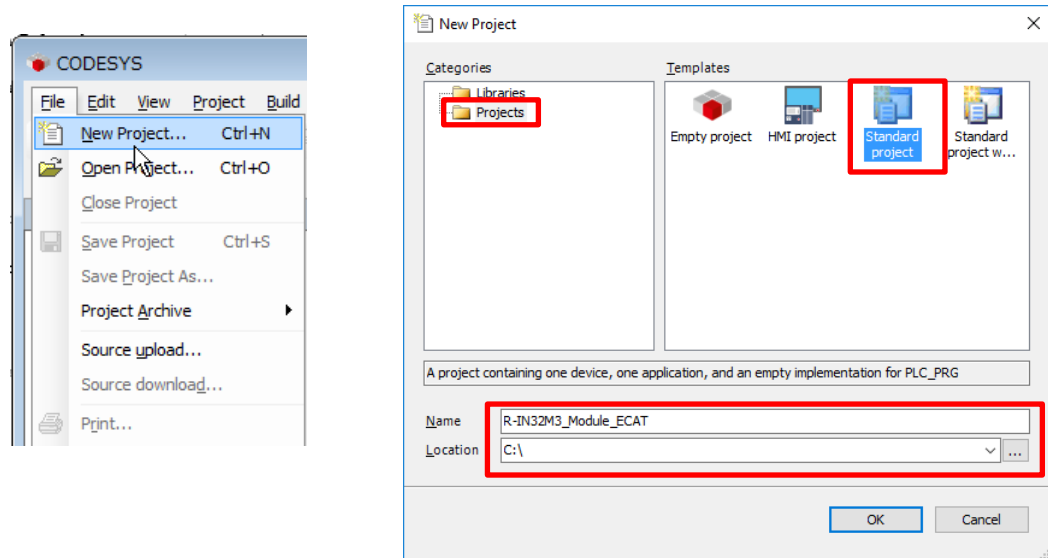 CODESYS
File Edit View Project Build
New Project... Ctrl+N
Open Project... Ctrl+O
Close Project
Save Project Ctrl+S
Save Project As...
Project Archive
Source upload...
Source download...
Print...
New Project
Categories
Templates
Libraries
Projects
Empty project
HMI project
Standard
project
Standard
project w...
A project containing one device, one application, and an empty implementation for PLC_PRG
Name R-IN32M3_Module_ECAT
Location C:\ ...
OK Cancel